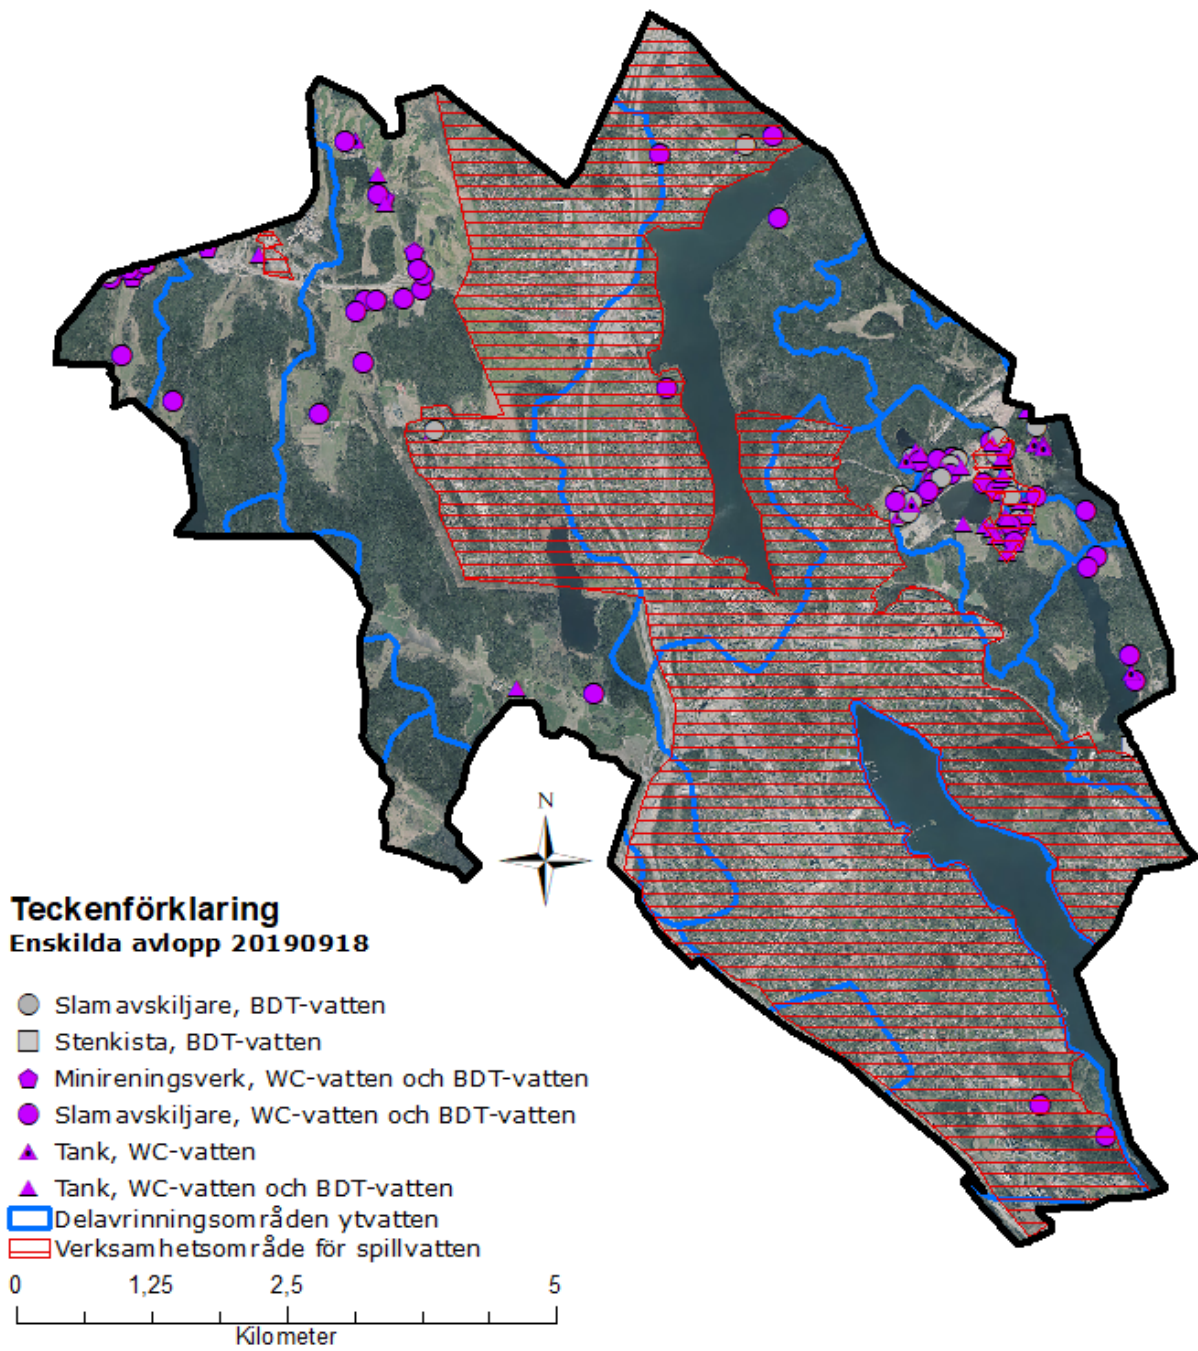 N
Teckenförklaring
Enskilda avlopp 20190918
Slamavskiljare, BDT-vatten
Stenkista, BDT-vatten
Minireningsverk, WC-vatten och BDT-vatten
Slamavskiljare, WC-vatten och BDT-vatten
Tank, WC-vatten
Tank, WC-vatten och BDT-vatten
Delavrinningsområden ytvatten
Verksamhetsområde för spillvatten
0 1,25 2,5 5
Kilometer